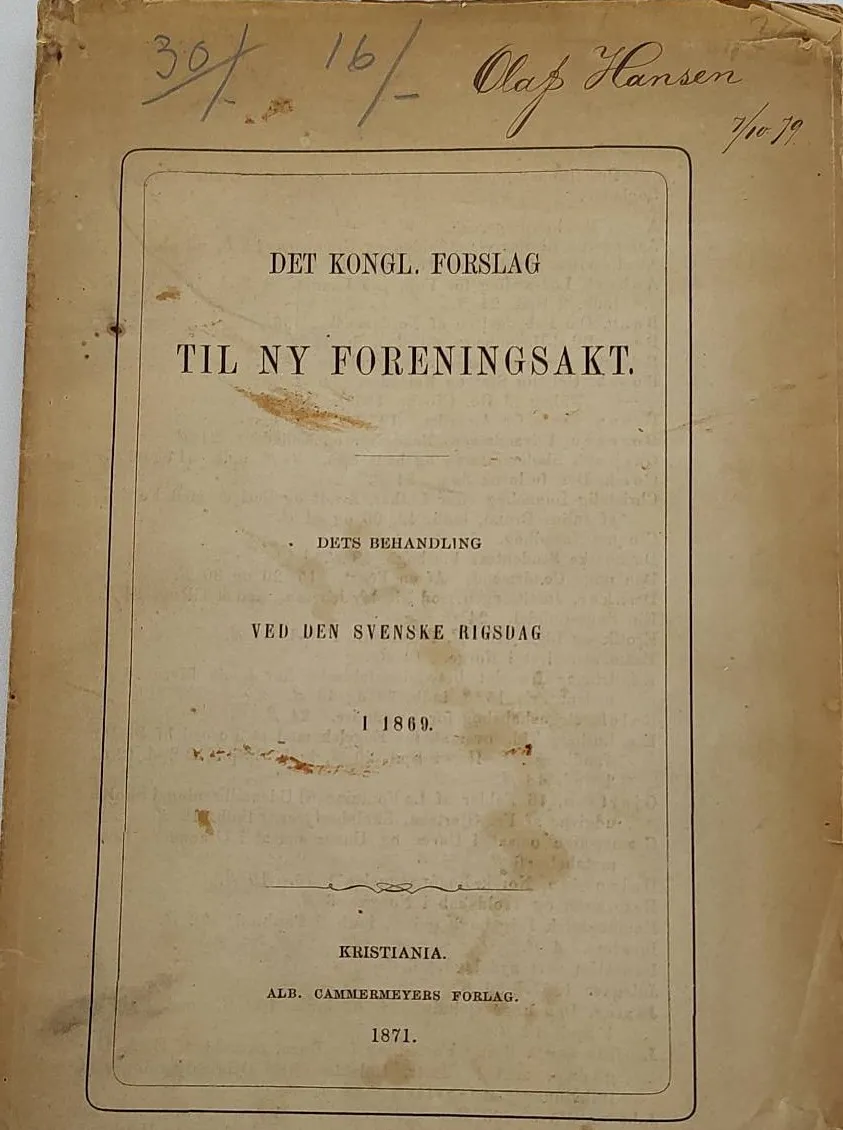 30/- 16/- Olaf Hansen
7/10 79
DET KONGL. FORSLAG
TIL NY FORENINGSAKT.
DETS BEHANDLING
VED DEN SVENSKE RIGSDAG
I 1869.
KRISTIANIA.
ALB. CAMMERMEYERS FORLAG.
1871.